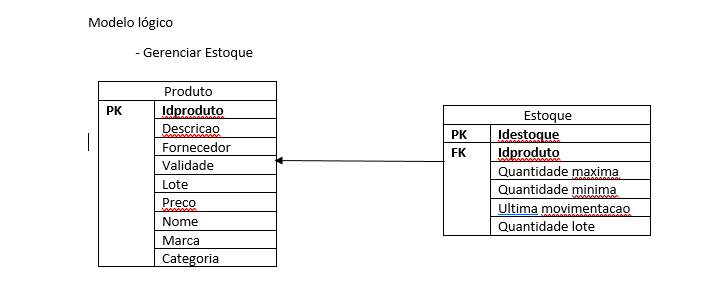 Modelo lógico
- Gerenciar Estoque
Produto
PK Idproduto
Descricao
Fornecedor
Validade
Lote
Preco
Nome
Marca
Categoria
Estoque
PK Idestoque
FK Idproduto
Quantidade maxima
Quantidade minima
Ultima movimentacao
Quantidade lote